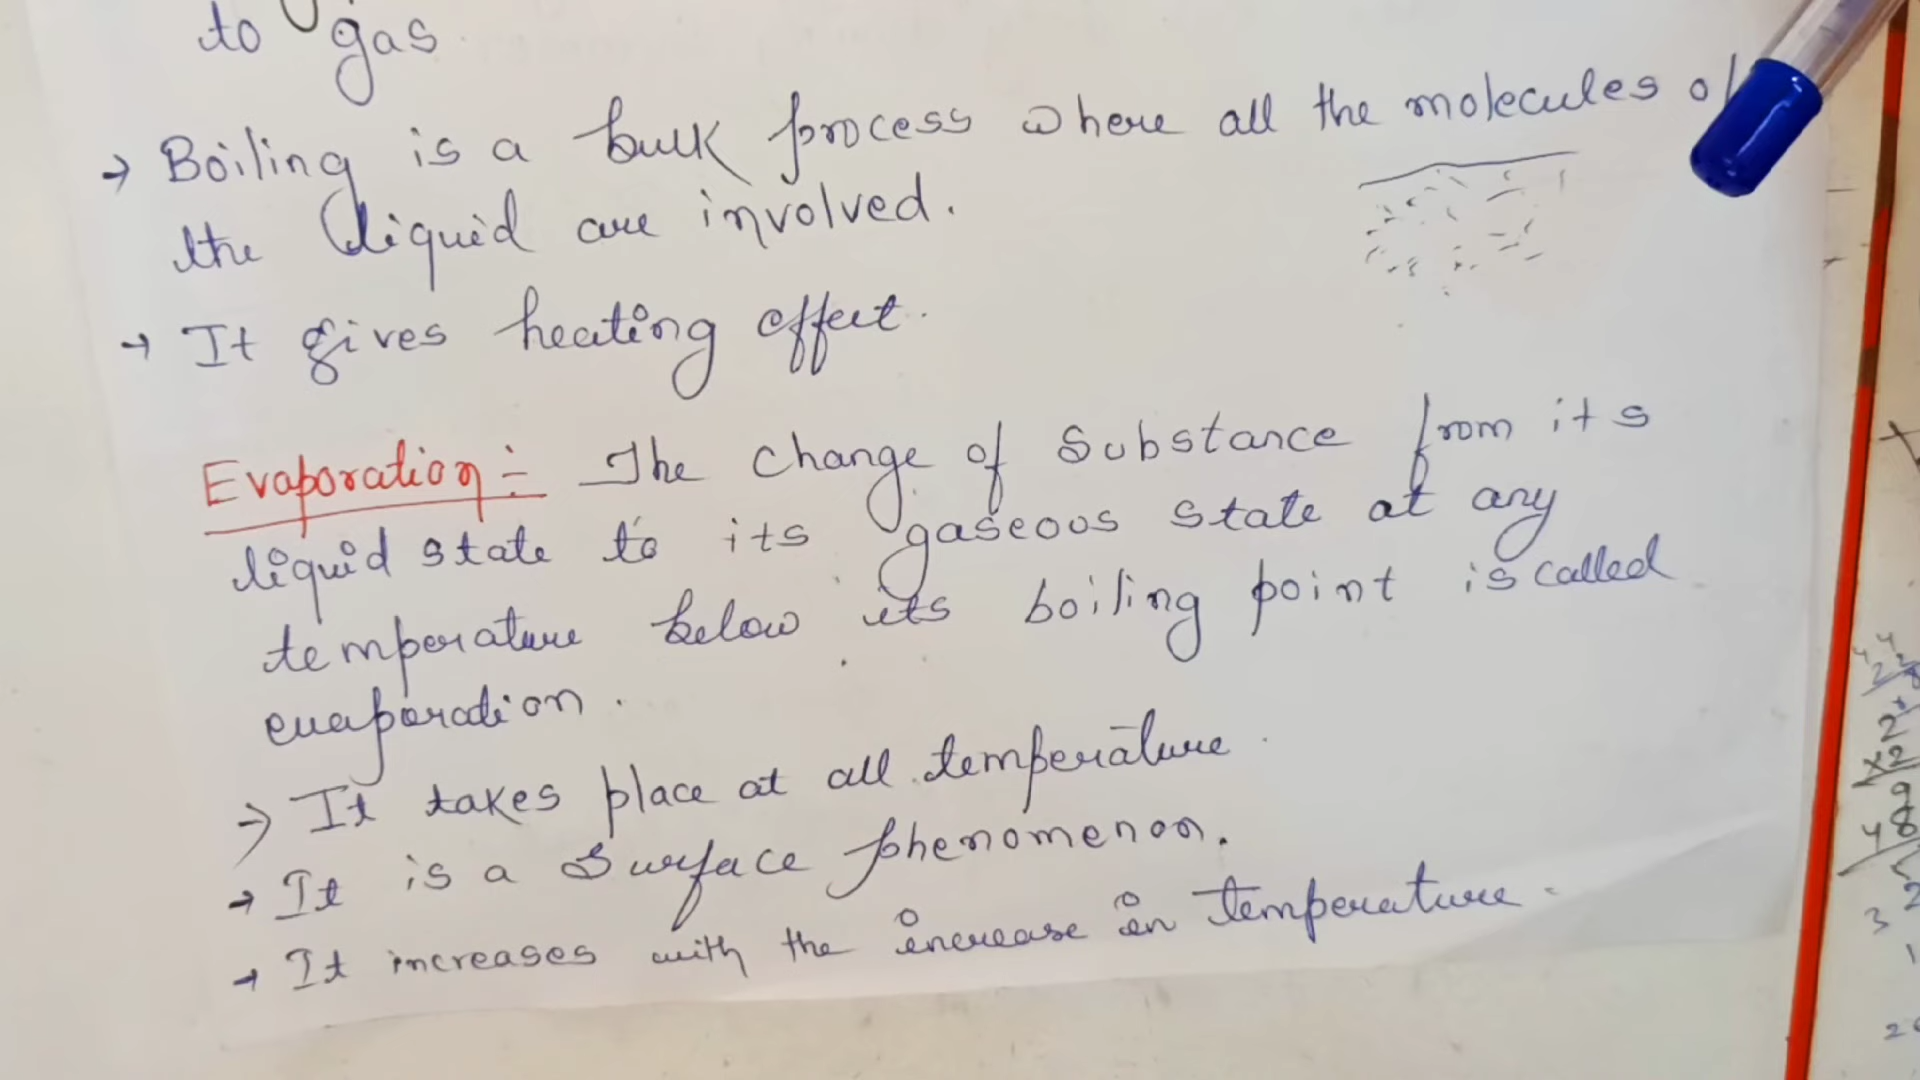 to gas.
→ Boiling is a bulk process where all the molecules of
the liquid are involved.
→ It gives heating effect.
Evaporation :- The change of substance from its
liquid state to its gaseous state at any
temperature below its boiling point is called
evaporation.
→ It takes place at all temperature.
→ It is a surface phenomenon.
→ It increases with the increase in temperature.